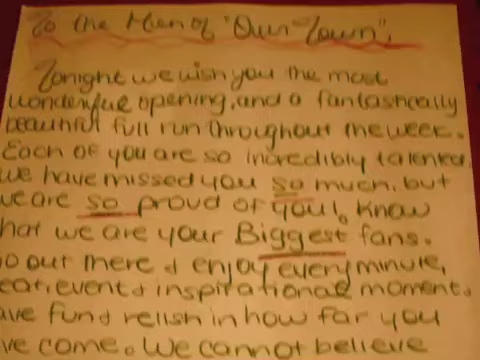 To the Men of "Our Town",
Tonight we wish you the most
wonderful opening, and a fantastically
beautiful full run throughout the week.
Each of you are so incredibly talented
we have missed you so much, but
we are so proud of you! Know
that we are your Biggest fans.
Go out there & enjoy every minute,
event & inspirational moment.
have fun & relish in how far you
have come. We cannot believe